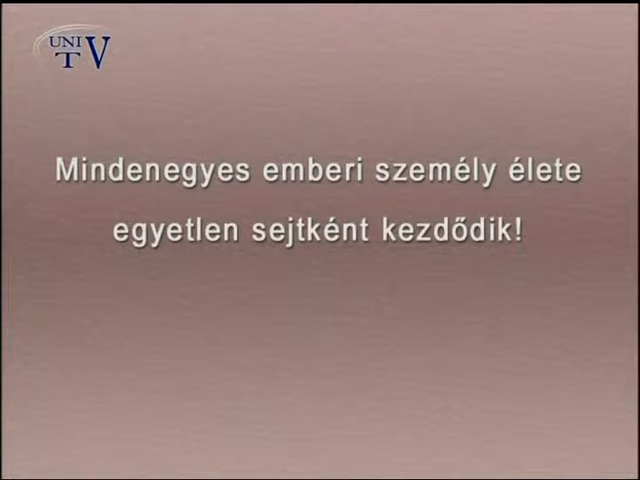 UNI
TV
Mindenegyes emberi személy élete
egyetlen sejtként kezdődik!